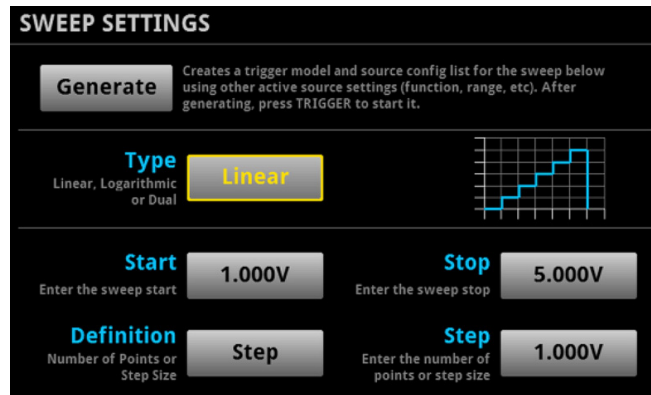 SWEEP SETTINGS
Generate
Creates a trigger model and source config list for the sweep below
using other active source settings (function, range, etc). After
generating, press TRIGGER to start it.
Type
Linear, Logarithmic
or Dual
Linear
Start
Enter the sweep start
1.000V
Stop
Enter the sweep stop
5.000V
Definition
Number of Points or
Step Size
Step
Step
Enter the number of
points or step size
1.000V